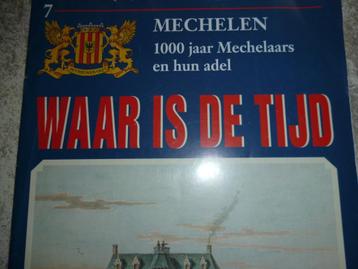 7
MECHELEN
1000 jaar Mechelaars
en hun adel
WAAR IS DE TIJD